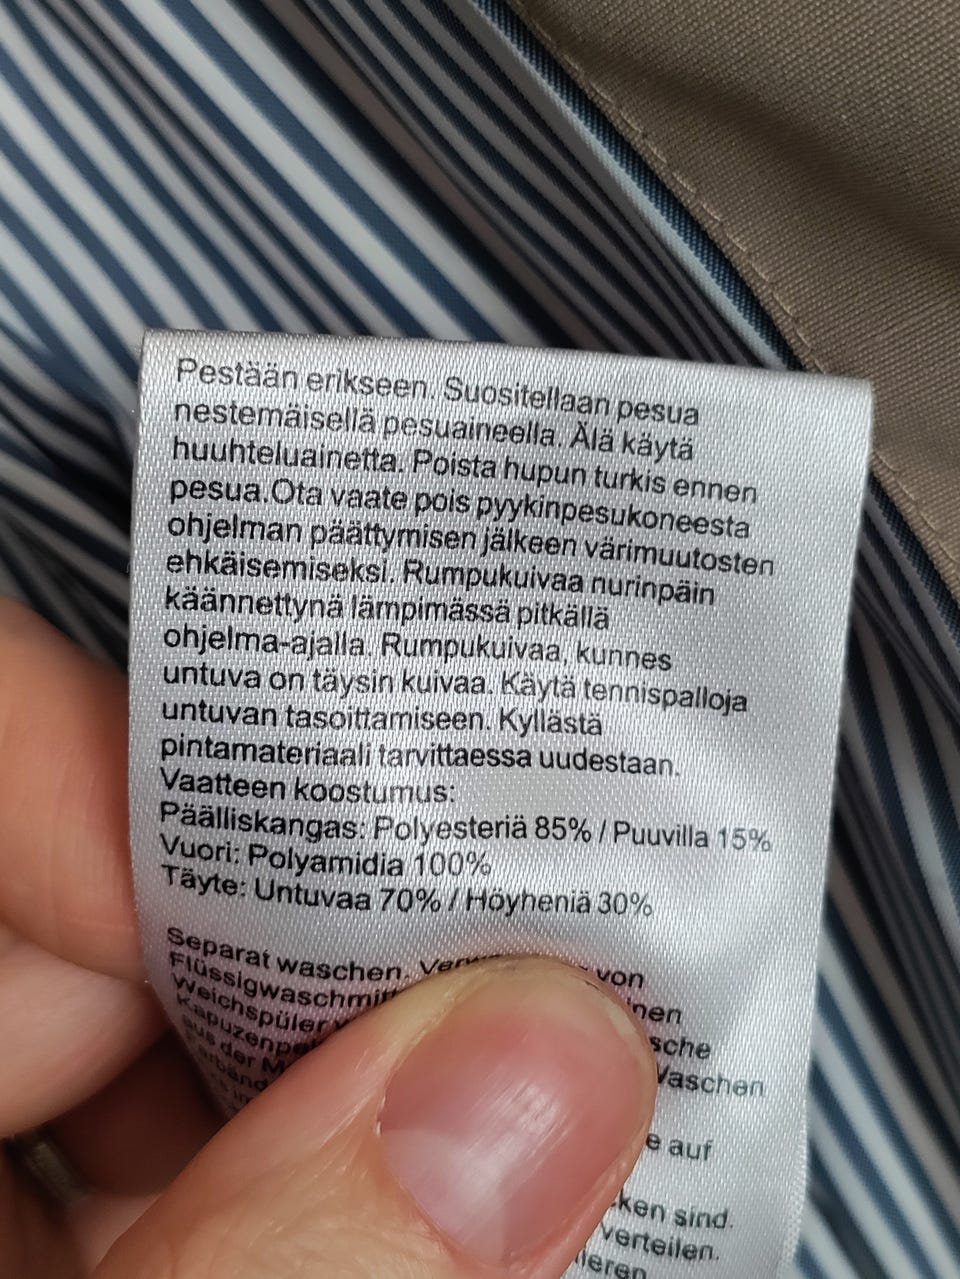 Pestään erikseen. Suositellaan pesua
nestemäisellä pesuaineella. Älä käytä
huuhteluainetta. Poista hupun turkis ennen
pesua.Ota vaate pois pyykinpesukoneesta
ohjelman päättymisen jälkeen värimuutosten
ehkäisemiseksi. Rumpukuivaa nurinpäin
käännettynä lämpimässä pitkällä
ohjelma-ajalla. Rumpukuivaa, kunnes
untuva on täysin kuivaa. Käytä tennispalloja
untuvan tasoittamiseen. Kyllästä
pintamateriaali tarvittaessa uudestaan.
Vaatteen koostumus:
Päälliskangas: Polyesteriä 85% / Puuvilla 15%
Vuori: Polyamidia 100%
Täyte: Untuvaa 70% / Höyheniä 30%
Separat waschen. von
Weichspüler
aus der
Waschen
auf
sind.
verteilen.